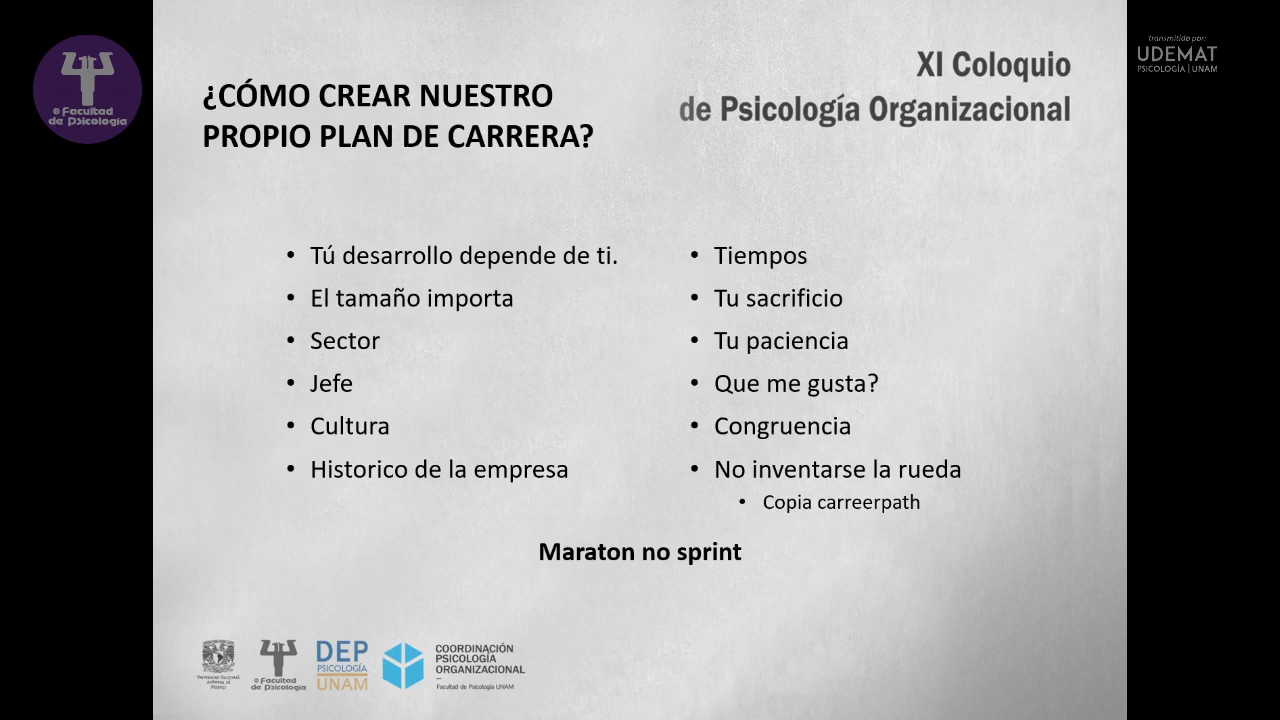 ® Facultad
de Psicología
transmitido por:
UDEMAT
PSICOLOGÍA | UNAM
XI Coloquio
de Psicología Organizacional
¿CÓMO CREAR NUESTRO
PROPIO PLAN DE CARRERA?
• Tú desarrollo depende de ti.
• El tamaño importa
• Sector
• Jefe
• Cultura
• Historico de la empresa
• Tiempos
• Tu sacrificio
• Tu paciencia
• Que me gusta?
• Congruencia
• No inventarse la rueda
• Copia carreerpath
Maraton no sprint
® Facultad
de Psicología
DEP
PSICOLOGÍA
UNAM
COORDINACIÓN
PSICOLOGÍA
ORGANIZACIONAL
Facultad de Psicología UNAM